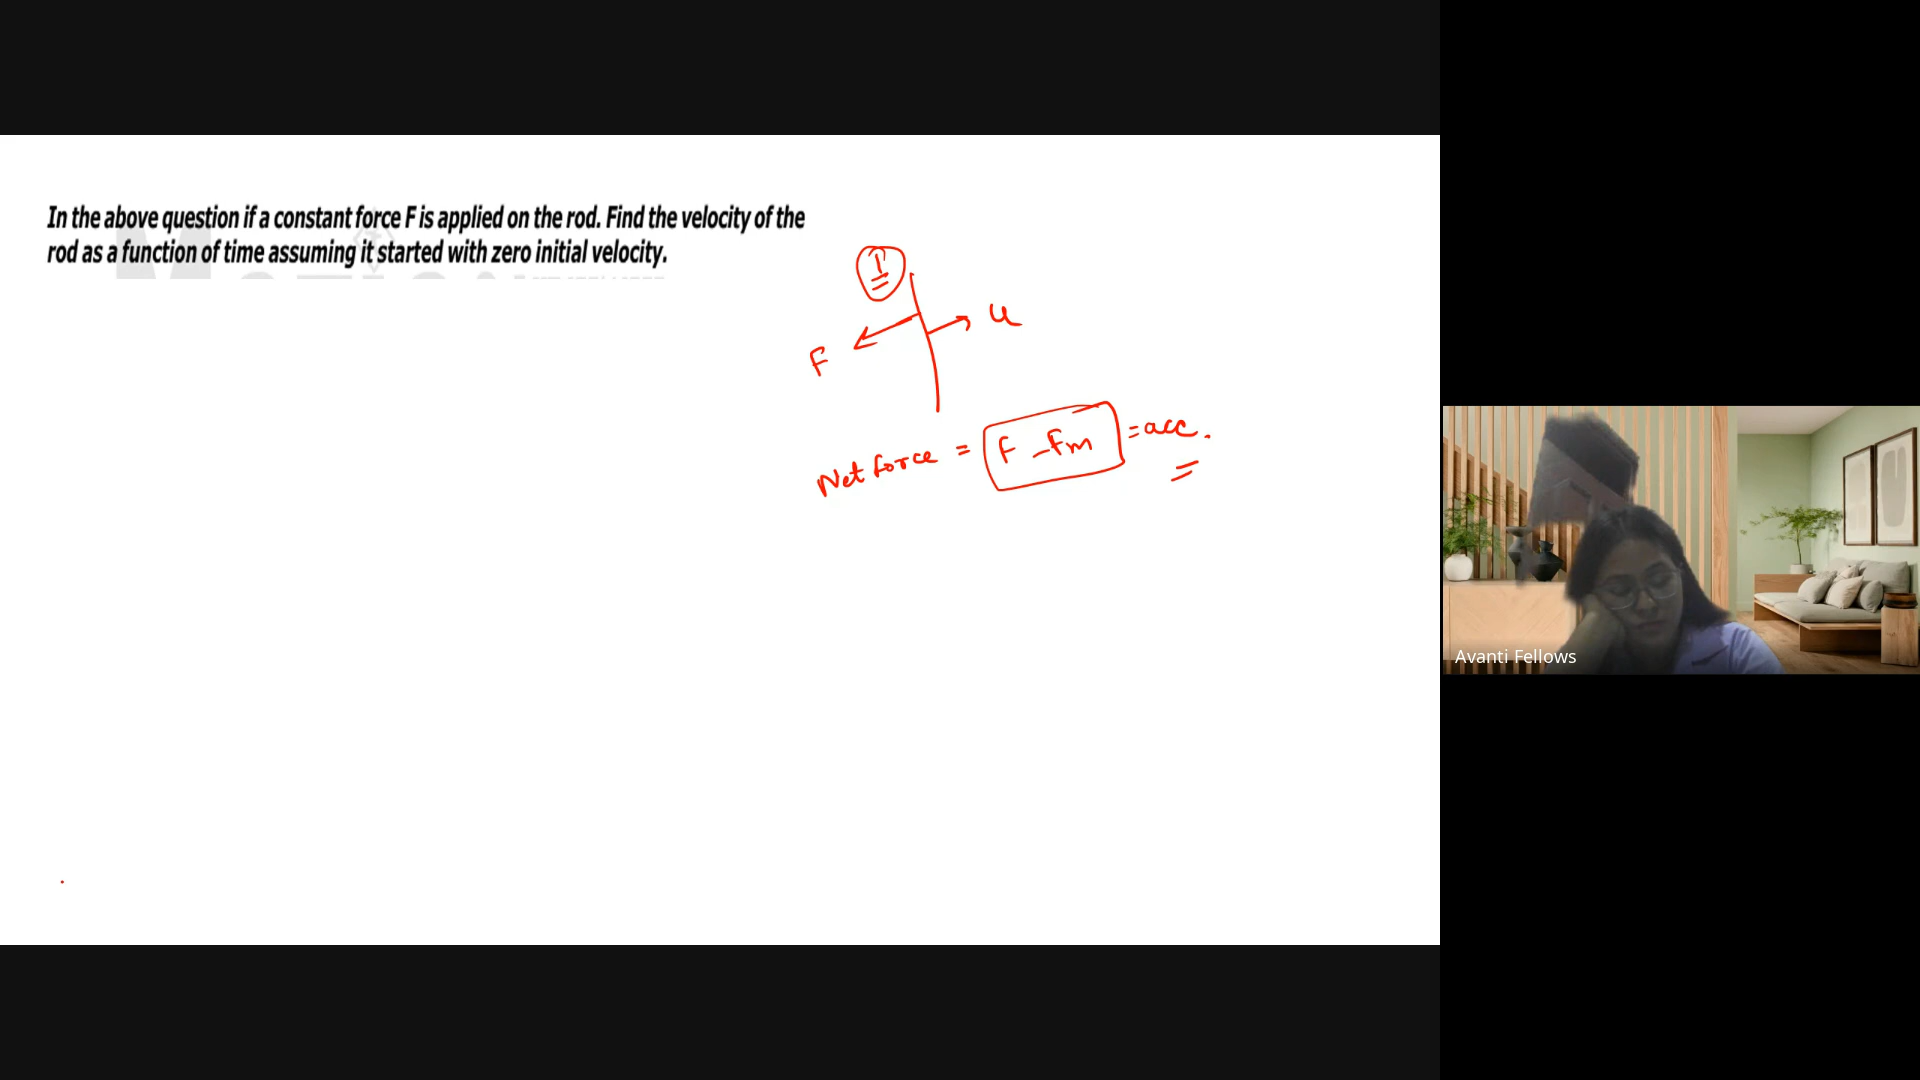 In the above question if a constant force F is applied on the rod. Find the velocity of the
rod as a function of time assuming it started with zero initial velocity.
I
u
F
Net force = F - Fm = acc.
Avanti Fellows